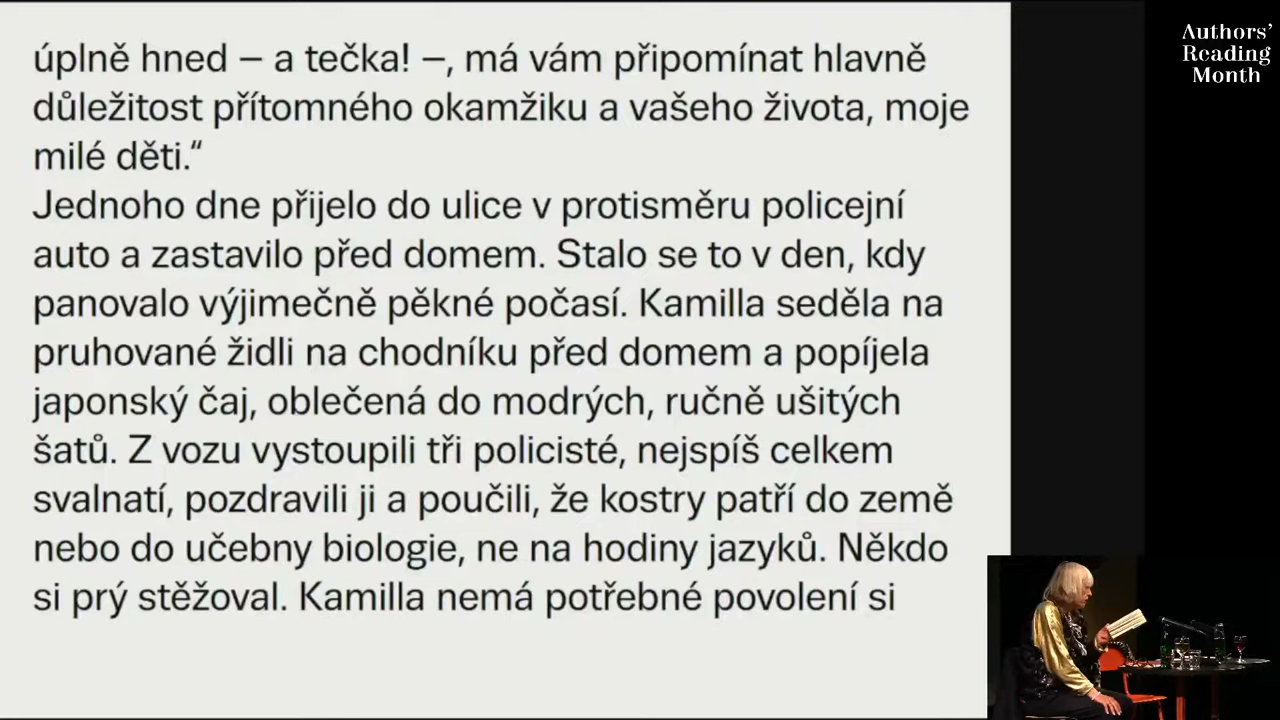 úplně hned – a tečka! –, má vám připomínat hlavně
důležitost přítomného okamžiku a vašeho života, moje
milé děti.“
Jednoho dne přijelo do ulice v protisměru policejní
auto a zastavilo před domem. Stalo se to v den, kdy
panovalo výjimečně pěkné počasí. Kamilla seděla na
pruhované židli na chodníku před domem a popíjela
japonský čaj, oblečená do modrých, ručně ušitých
šatů. Z vozu vystoupili tři policisté, nejspíš celkem
svalnatí, pozdravili ji a poučili, že kostry patří do země
nebo do učebny biologie, ne na hodiny jazyků. Někdo
si prý stěžoval. Kamilla nemá potřebné povolení si
Authors’
Reading
Month